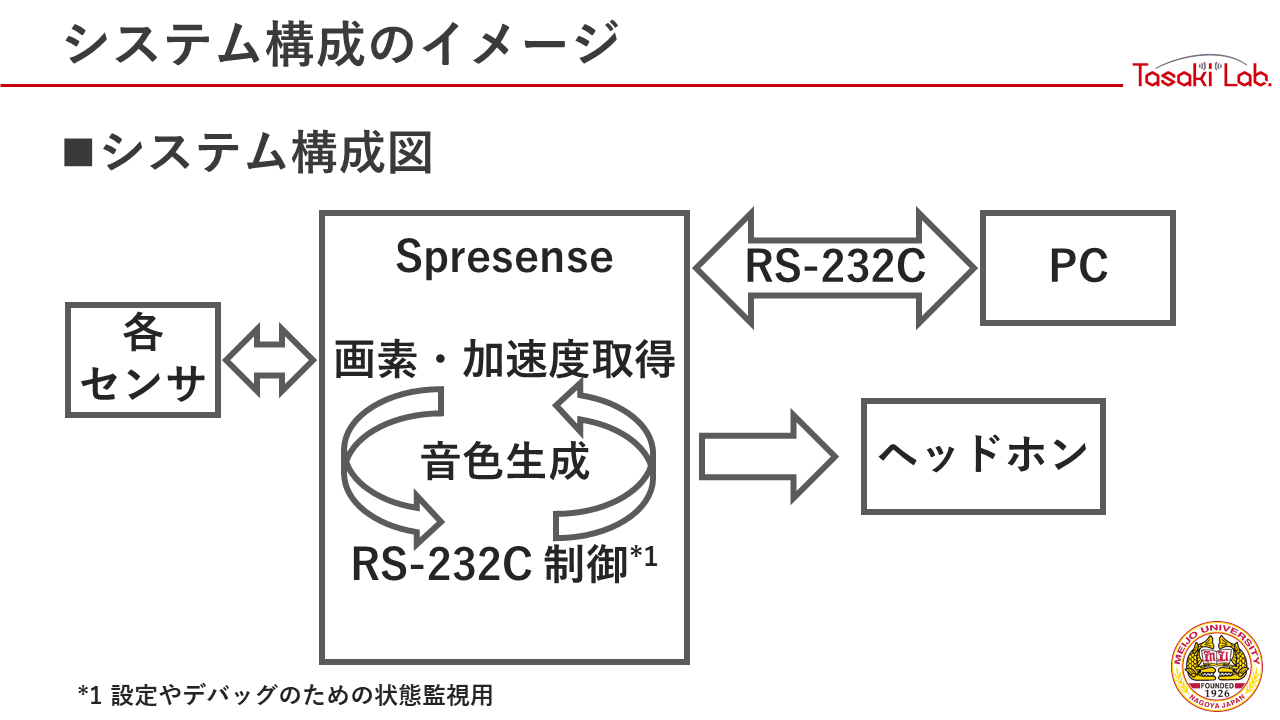 システム構成のイメージ
Tasaki Lab.
■システム構成図
Spresense
RS-232C
PC
各
センサ
画素・加速度取得
音色生成
ヘッドホン
RS-232C 制御*1
*1 設定やデバッグのための状態監視用
MEIJO UNIVERSITY
FOUNDED
1926
NAGOYA JAPAN